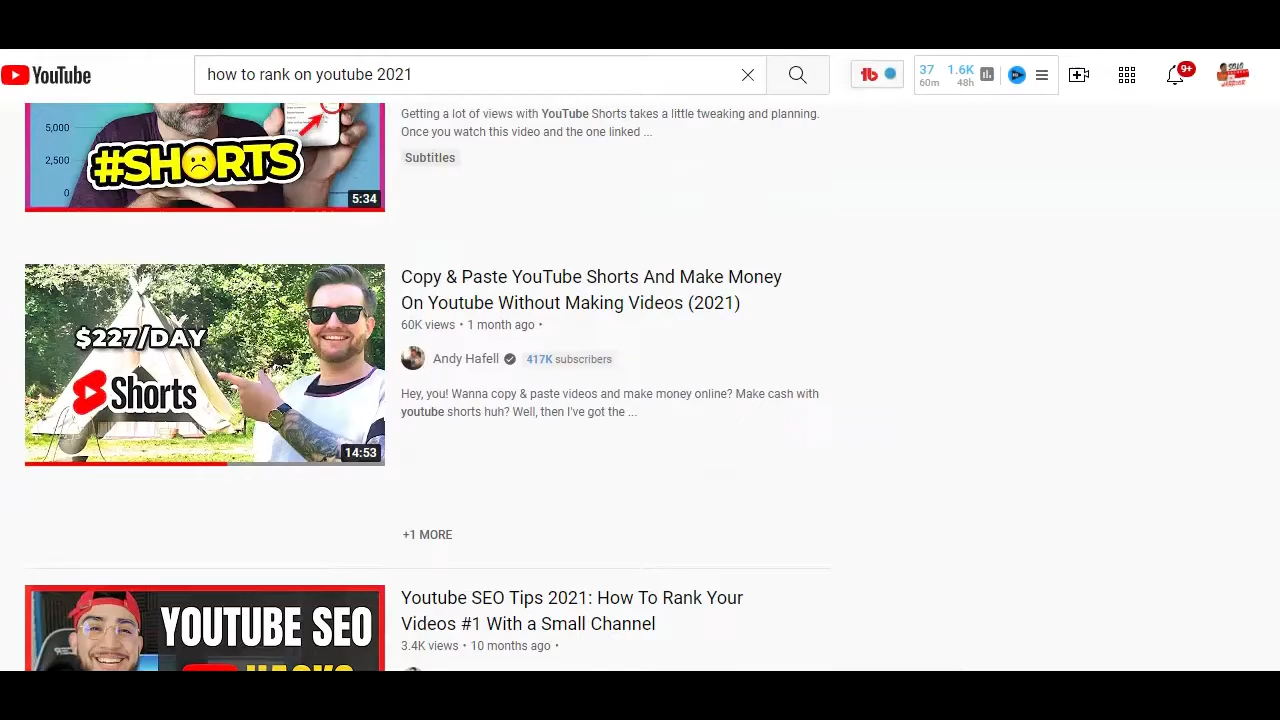 YouTube
how to rank on youtube 2021
37
60m
1.6K
48h
9+
5,000
2,500
0
#SHORTS
5:34
Getting a lot of views with YouTube Shorts takes a little tweaking and planning.
Once you watch this video and the one linked ...
Subtitles
$227/DAY
Shorts
14:53
Copy & Paste YouTube Shorts And Make Money
On Youtube Without Making Videos (2021)
60K views • 1 month ago •
Andy Hafell
417K subscribers
Hey, you! Wanna copy & paste videos and make money online? Make cash with
youtube shorts huh? Well, then I've got the ...
+1 MORE
YOUTUBE SEO
HACKS
Youtube SEO Tips 2021: How To Rank Your
Videos #1 With a Small Channel
3.4K views • 10 months ago •